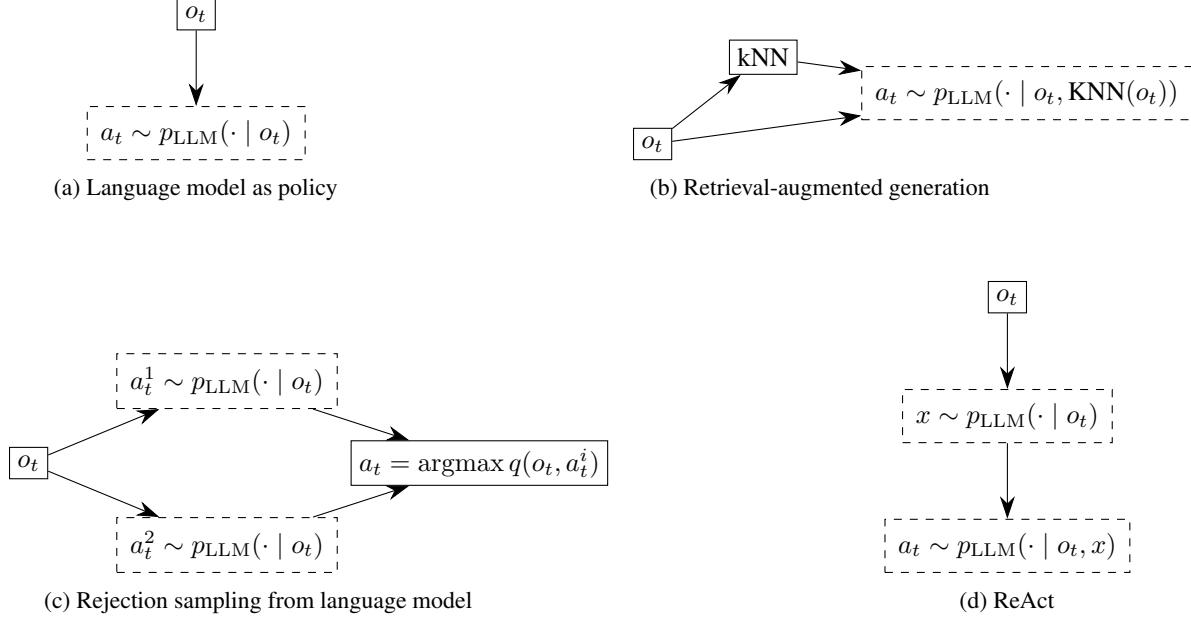 o_t
a_t ∼ p_LLM(· | o_t)
(a) Language model as policy
kNN
a_t ∼ p_LLM(· | o_t, KNN(o_t))
o_t
(b) Retrieval-augmented generation
a_t^1 ∼ p_LLM(· | o_t)
o_t
a_t = argmax q(o_t, a_t^i)
a_t^2 ∼ p_LLM(· | o_t)
(c) Rejection sampling from language model
o_t
x ∼ p_LLM(· | o_t)
a_t ∼ p_LLM(· | o_t, x)
(d) ReAct